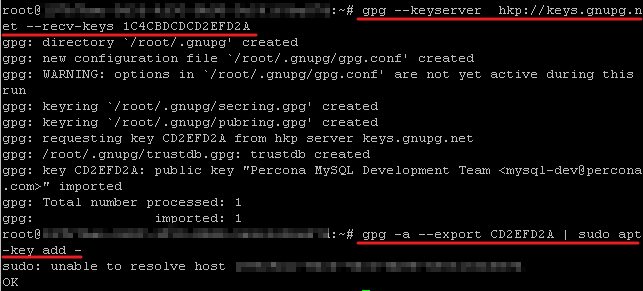 root@:~# gpg --keyserver  hkp://keys.gnupg.n
et --recv-keys 1C4CBDCDCD2EFD2A
gpg: directory `/root/.gnupg' created
gpg: new configuration file `/root/.gnupg/gpg.conf' created
gpg: WARNING: options in `/root/.gnupg/gpg.conf' are not yet active during this
run
gpg: keyring `/root/.gnupg/secring.gpg' created
gpg: keyring `/root/.gnupg/pubring.gpg' created
gpg: requesting key CD2EFD2A from hkp server keys.gnupg.net
gpg: /root/.gnupg/trustdb.gpg: trustdb created
gpg: key CD2EFD2A: public key "Percona MySQL Development Team <mysql-dev@percona
.com>" imported
gpg: Total number processed: 1
gpg:               imported: 1
root@:~# gpg -a --export CD2EFD2A | sudo apt
-key add -
sudo: unable to resolve host
OK